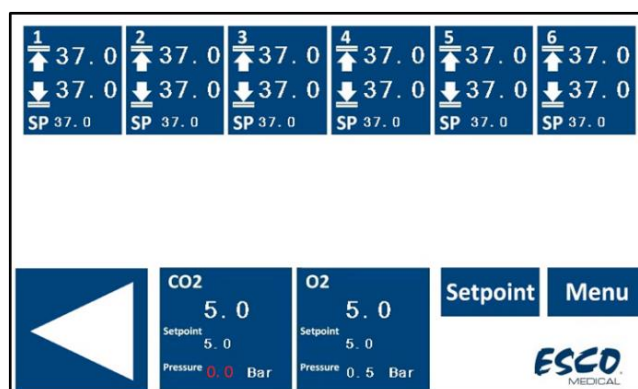 1 2 3 4 5 6
37.0 37.0 37.0 37.0 37.0 37.0
37.0 37.0 37.0 37.0 37.0 37.0
SP 37.0 SP 37.0 SP 37.0 SP 37.0 SP 37.0 SP 37.0
CO2
5.0
Setpoint
5.0
Pressure 0.0 Bar
O2
5.0
Setpoint
5.0
Pressure 0.5 Bar
Setpoint
Menu
ESCO
MEDICAL